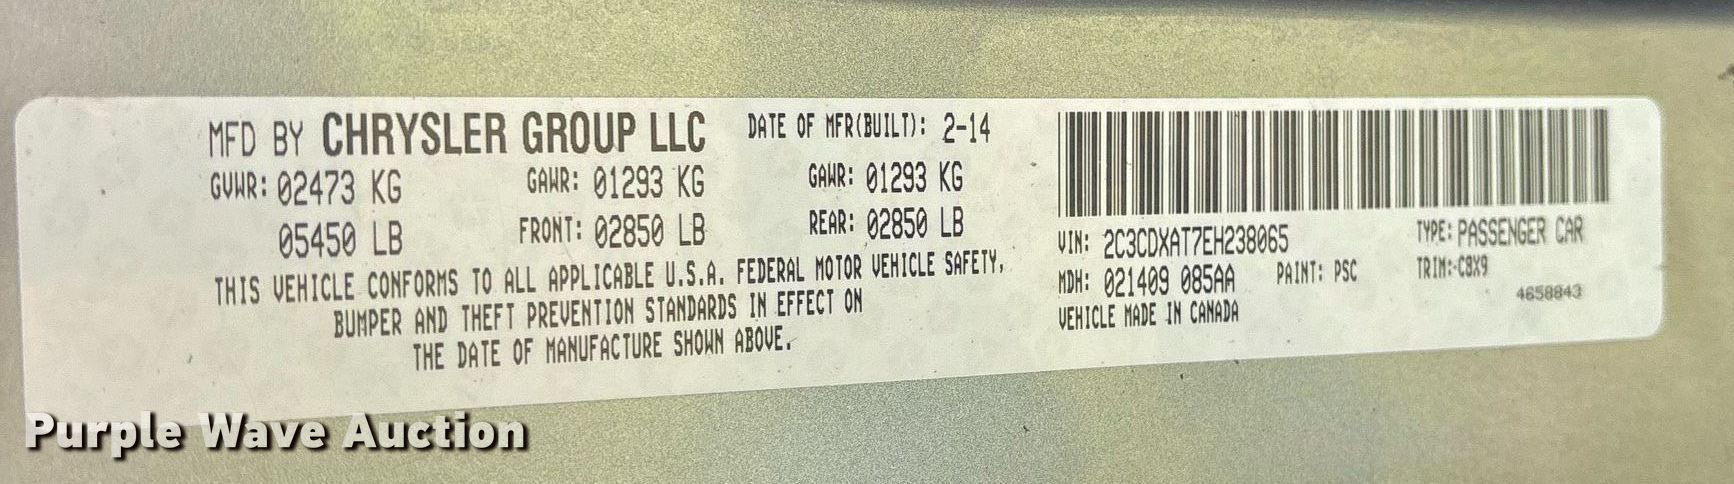 MFD BY CHRYSLER GROUP LLC DATE OF MFR(BUILT): 2-14
GVWR: 02473 KG GAWR: 01293 KG GAWR: 01293 KG
05450 LB FRONT: 02850 LB REAR: 02850 LB
THIS VEHICLE CONFORMS TO ALL APPLICABLE U.S.A. FEDERAL MOTOR VEHICLE SAFETY,
BUMPER AND THEFT PREVENTION STANDARDS IN EFFECT ON
THE DATE OF MANUFACTURE SHOWN ABOVE.
VIN: 2C3CDXAT7EH238065 TYPE: PASSENGER CAR
MDH: 021409 085AA PAINT: PSC TRIM:-C8X9
VEHICLE MADE IN CANADA 4658843
Purple Wave Auction